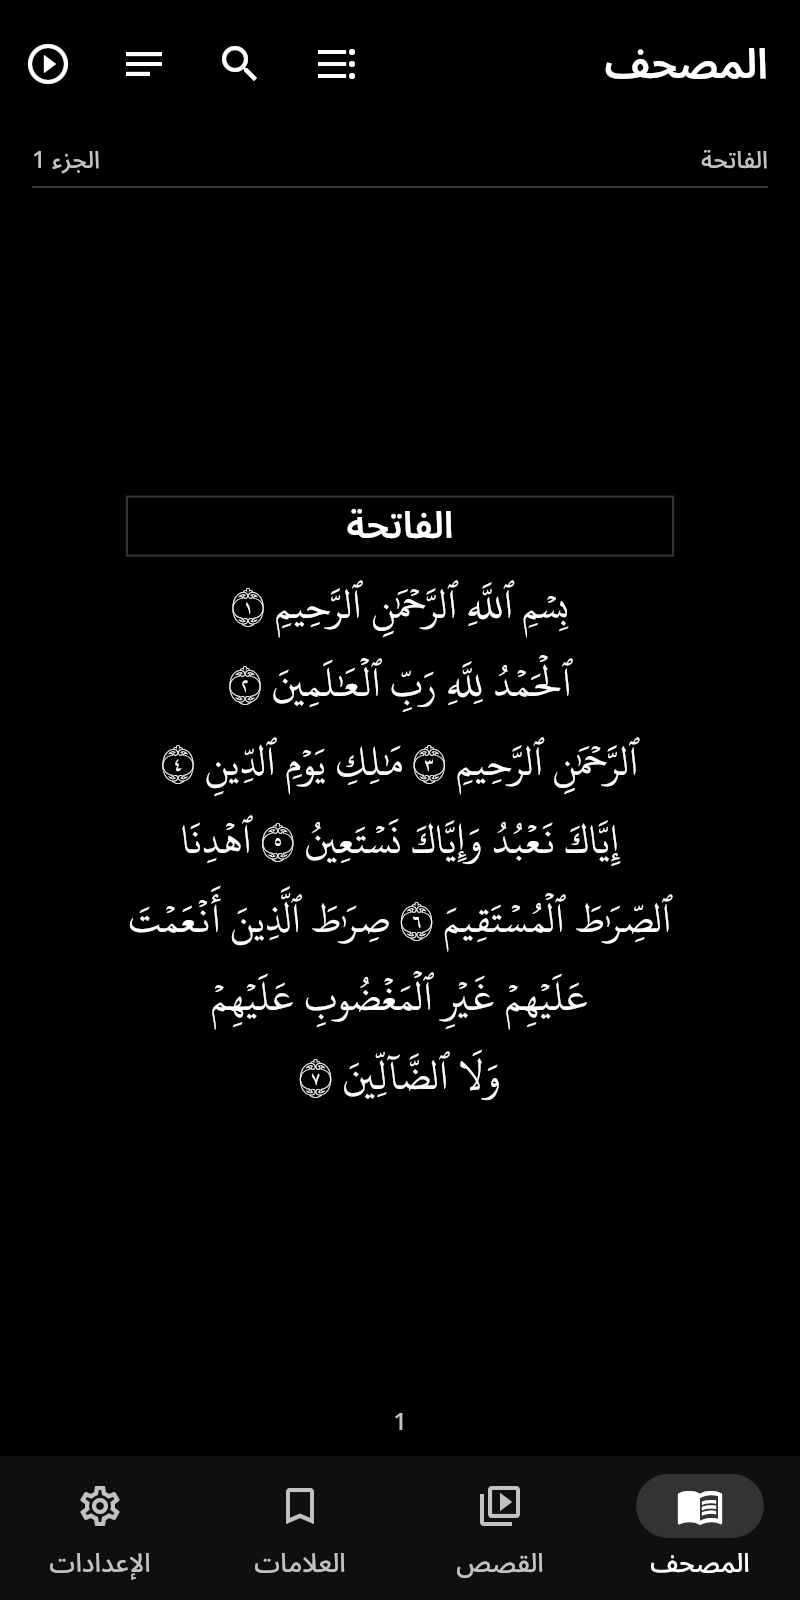 المصحف
الفاتحة
الجزء 1
الفاتحة
بِسۡمِ ٱللَّهِ ٱلرَّحۡمَٰنِ ٱلرَّحِيمِ ١
ٱلۡحَمۡدُ لِلَّهِ رَبِّ ٱلۡعَٰلَمِينَ ٢
ٱلرَّحۡمَٰنِ ٱلرَّحِيمِ ٣ مَٰلِكِ يَوۡمِ ٱلدِّينِ ٤
إِيَّاكَ نَعۡبُدُ وَإِيَّاكَ نَسۡتَعِينُ ٥ ٱهۡدِنَا
ٱلصِّرَٰطَ ٱلۡمُسۡتَقِيمَ ٦ صِرَٰطَ ٱلَّذِينَ أَنۡعَمۡتَ
عَلَيۡهِمۡ غَيۡرِ ٱلۡمَغۡضُوبِ عَلَيۡهِمۡ
وَلَا ٱلضَّآلِّينَ ٧
1
المصحف
القصص
العلامات
الإعدادات